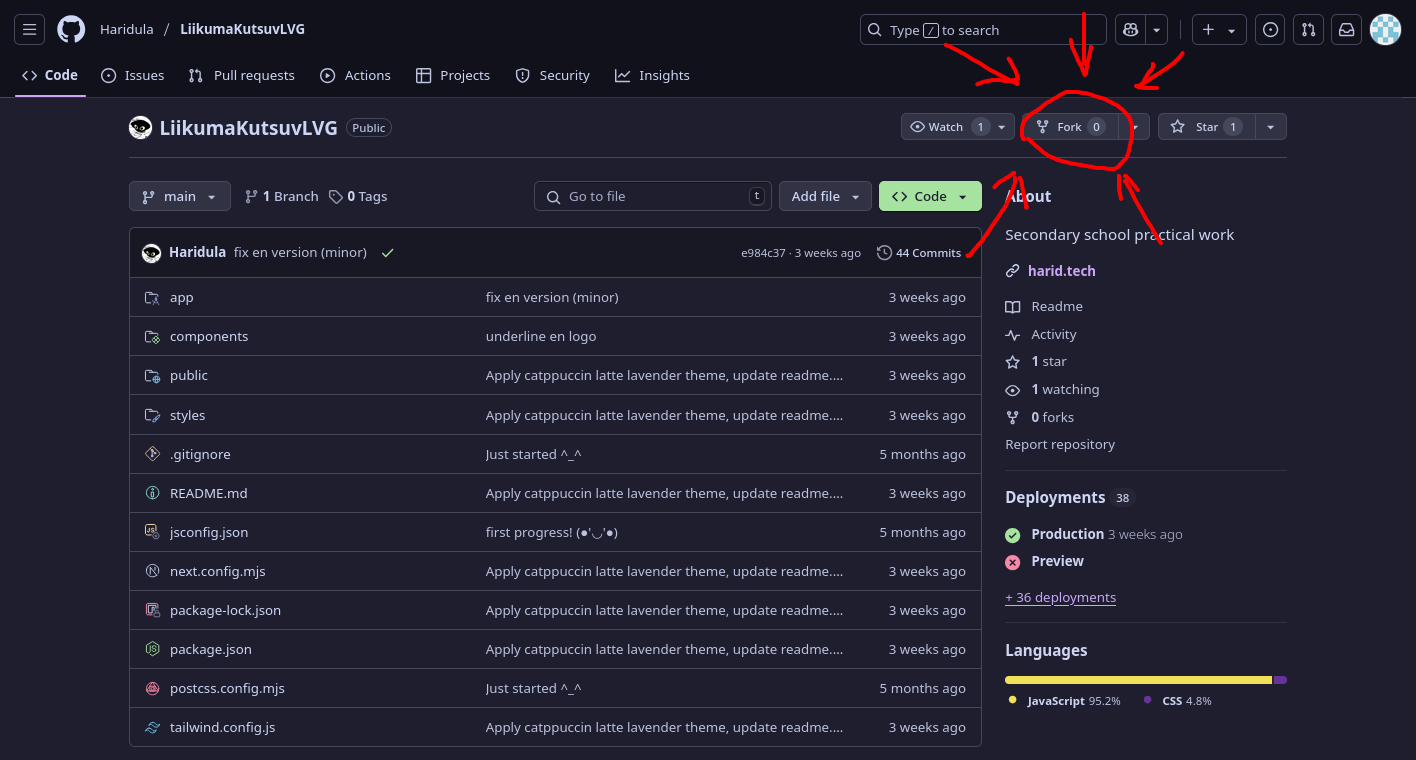 Haridula / LiikumaKutsuvLVG
Type / to search
Code Issues Pull requests Actions Projects Security Insights
LiikumaKutsuvLVG Public
Watch 1 Fork 0 Star 1
main 1 Branch 0 Tags Go to file t Add file Code
Haridula fix en version (minor) e984c37 · 3 weeks ago 44 Commits
app fix en version (minor) 3 weeks ago
components underline en logo 3 weeks ago
public Apply catppuccin latte lavender theme, update readme.... 3 weeks ago
styles Apply catppuccin latte lavender theme, update readme.... 3 weeks ago
.gitignore Just started ^_^ 5 months ago
README.md Apply catppuccin latte lavender theme, update readme.... 3 weeks ago
jsconfig.json first progress! (●'◡'●) 5 months ago
next.config.mjs Apply catppuccin latte lavender theme, update readme.... 3 weeks ago
package-lock.json Apply catppuccin latte lavender theme, update readme.... 3 weeks ago
package.json Apply catppuccin latte lavender theme, update readme.... 3 weeks ago
postcss.config.mjs Just started ^_^ 5 months ago
tailwind.config.js Apply catppuccin latte lavender theme, update readme.... 3 weeks ago
About
Secondary school practical work
harid.tech
Readme
Activity
1 star
1 watching
0 forks
Report repository
Deployments 38
Production 3 weeks ago
Preview
+ 36 deployments
Languages
JavaScript 95.2% CSS 4.8%